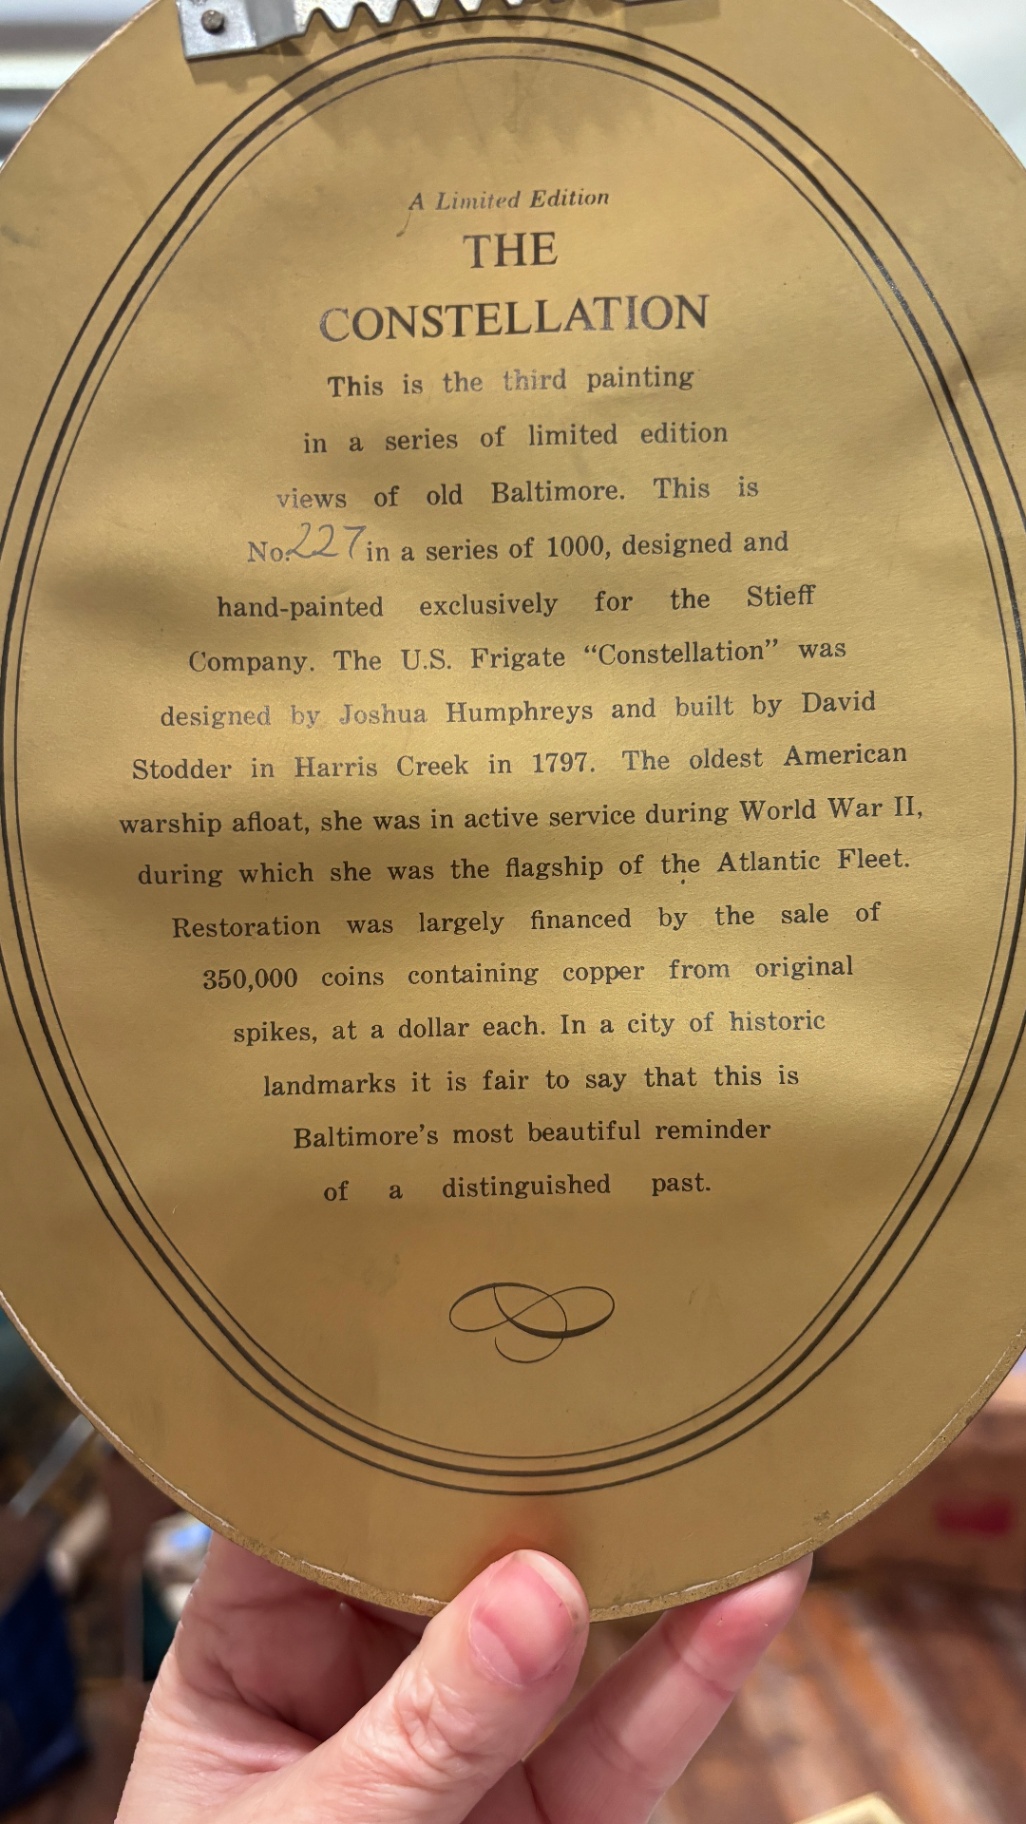 A Limited Edition
THE
CONSTELLATION
This is the third painting
in a series of limited edition
views of old Baltimore. This is
No. 227 in a series of 1000, designed and
hand-painted exclusively for the Stieff
Company. The U.S. Frigate “Constellation” was
designed by Joshua Humphreys and built by David
Stodder in Harris Creek in 1797. The oldest American
warship afloat, she was in active service during World War II,
during which she was the flagship of the Atlantic Fleet.
Restoration was largely financed by the sale of
350,000 coins containing copper from original
spikes, at a dollar each. In a city of historic
landmarks it is fair to say that this is
Baltimore’s most beautiful reminder
of a distinguished past.